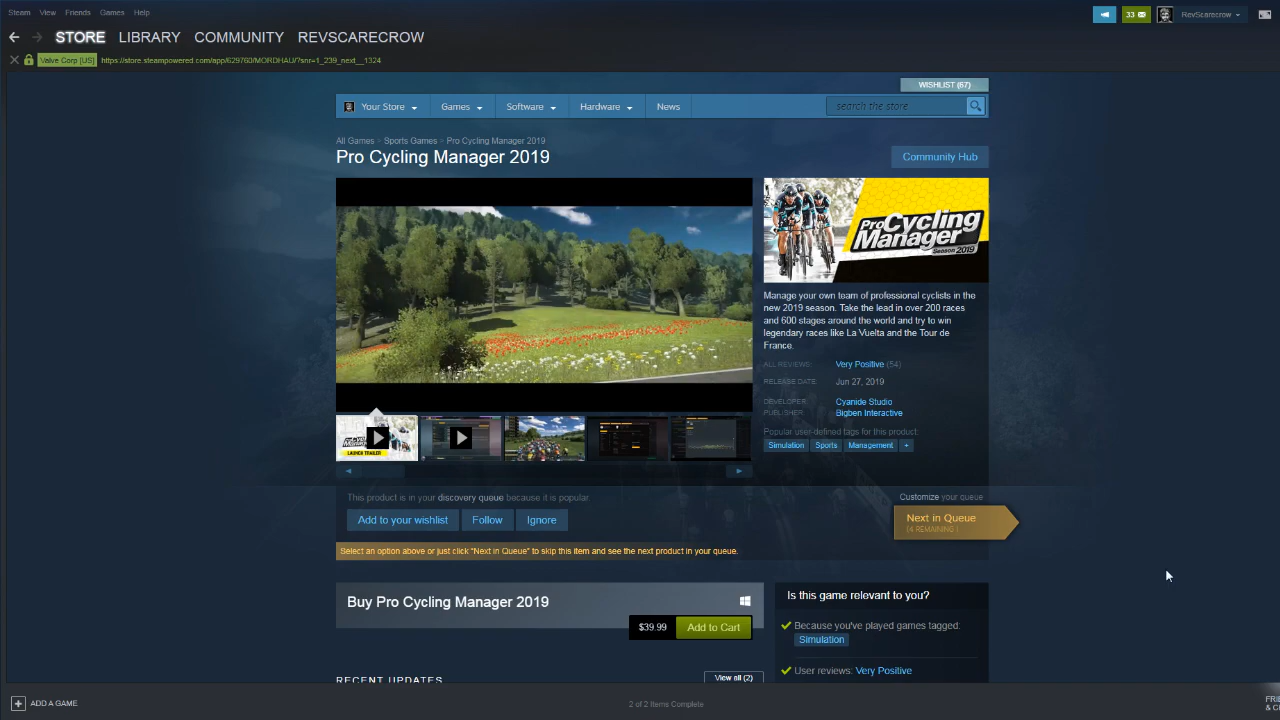 Steam View Friends Games Help
33 RevScarecrow
STORE LIBRARY COMMUNITY REVSCARECROW
Valve Corp [US] https://store.steampowered.com/app/629760/MORDHAU/?snr=1_239_next__1324
WISHLIST (67)
Your Store Games Software Hardware News search the store
All Games > Sports Games > Pro Cycling Manager 2019
Pro Cycling Manager 2019
Community Hub
ProCycling
Manager
Season 2019
Manage your own team of professional cyclists in the
new 2019 season. Take the lead in over 200 races
and 600 stages around the world and try to win
legendary races like La Vuelta and the Tour de
France.
ALL REVIEWS: Very Positive (54)
RELEASE DATE: Jun 27, 2019
DEVELOPER: Cyanide Studio
PUBLISHER: Bigben Interactive
Popular user-defined tags for this product:
Simulation Sports Management +
LAUNCH TRAILER
This product is in your discovery queue because it is popular
Customize your queue
Add to your wishlist Follow Ignore
Next in Queue
(4 REMAINING )
Select an option above or just click "Next in Queue" to skip this item and see the next product in your queue.
Buy Pro Cycling Manager 2019
$39.99 Add to Cart
Is this game relevant to you?
Because you've played games tagged:
Simulation
User reviews: Very Positive
RECENT UPDATES View all (2)
ADD A GAME
2 of 2 Items Complete